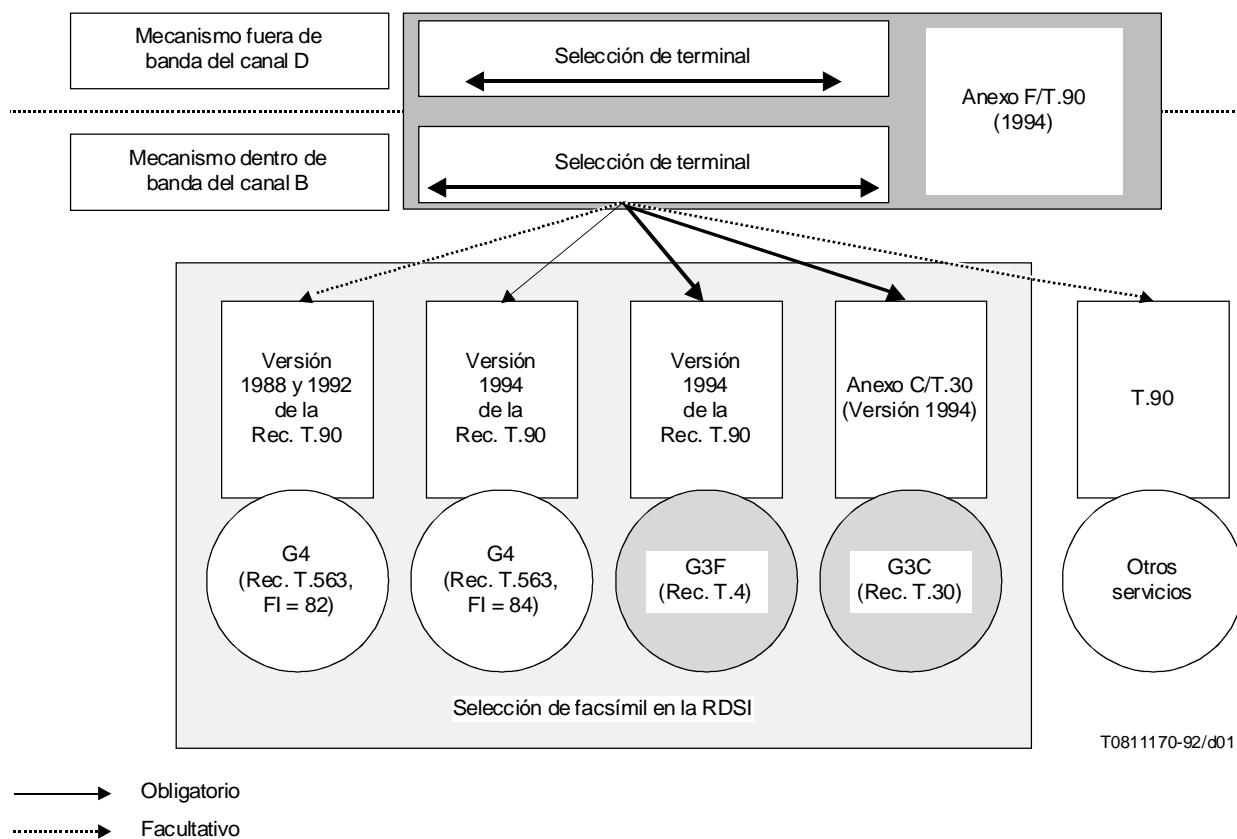 Mecanismo fuera de
banda del canal D
Selección de terminal
Anexo F/T.90
(1994)
Mecanismo dentro de
banda del canal B
Selección de terminal
Versión
1988 y 1992
de la
Rec. T.90
Versión
1994
de la
Rec. T.90
Versión
1994
de la
Rec. T.90
Anexo C/T.30
(Versión 1994)
T.90
G4
(Rec. T.563,
FI = 82)
G4
(Rec. T.563,
FI = 84)
G3F
(Rec. T.4)
G3C
(Rec. T.30)
Otros
servicios
Selección de facsímil en la RDSI
T0811170-92/d01
Obligatorio
Facultativo